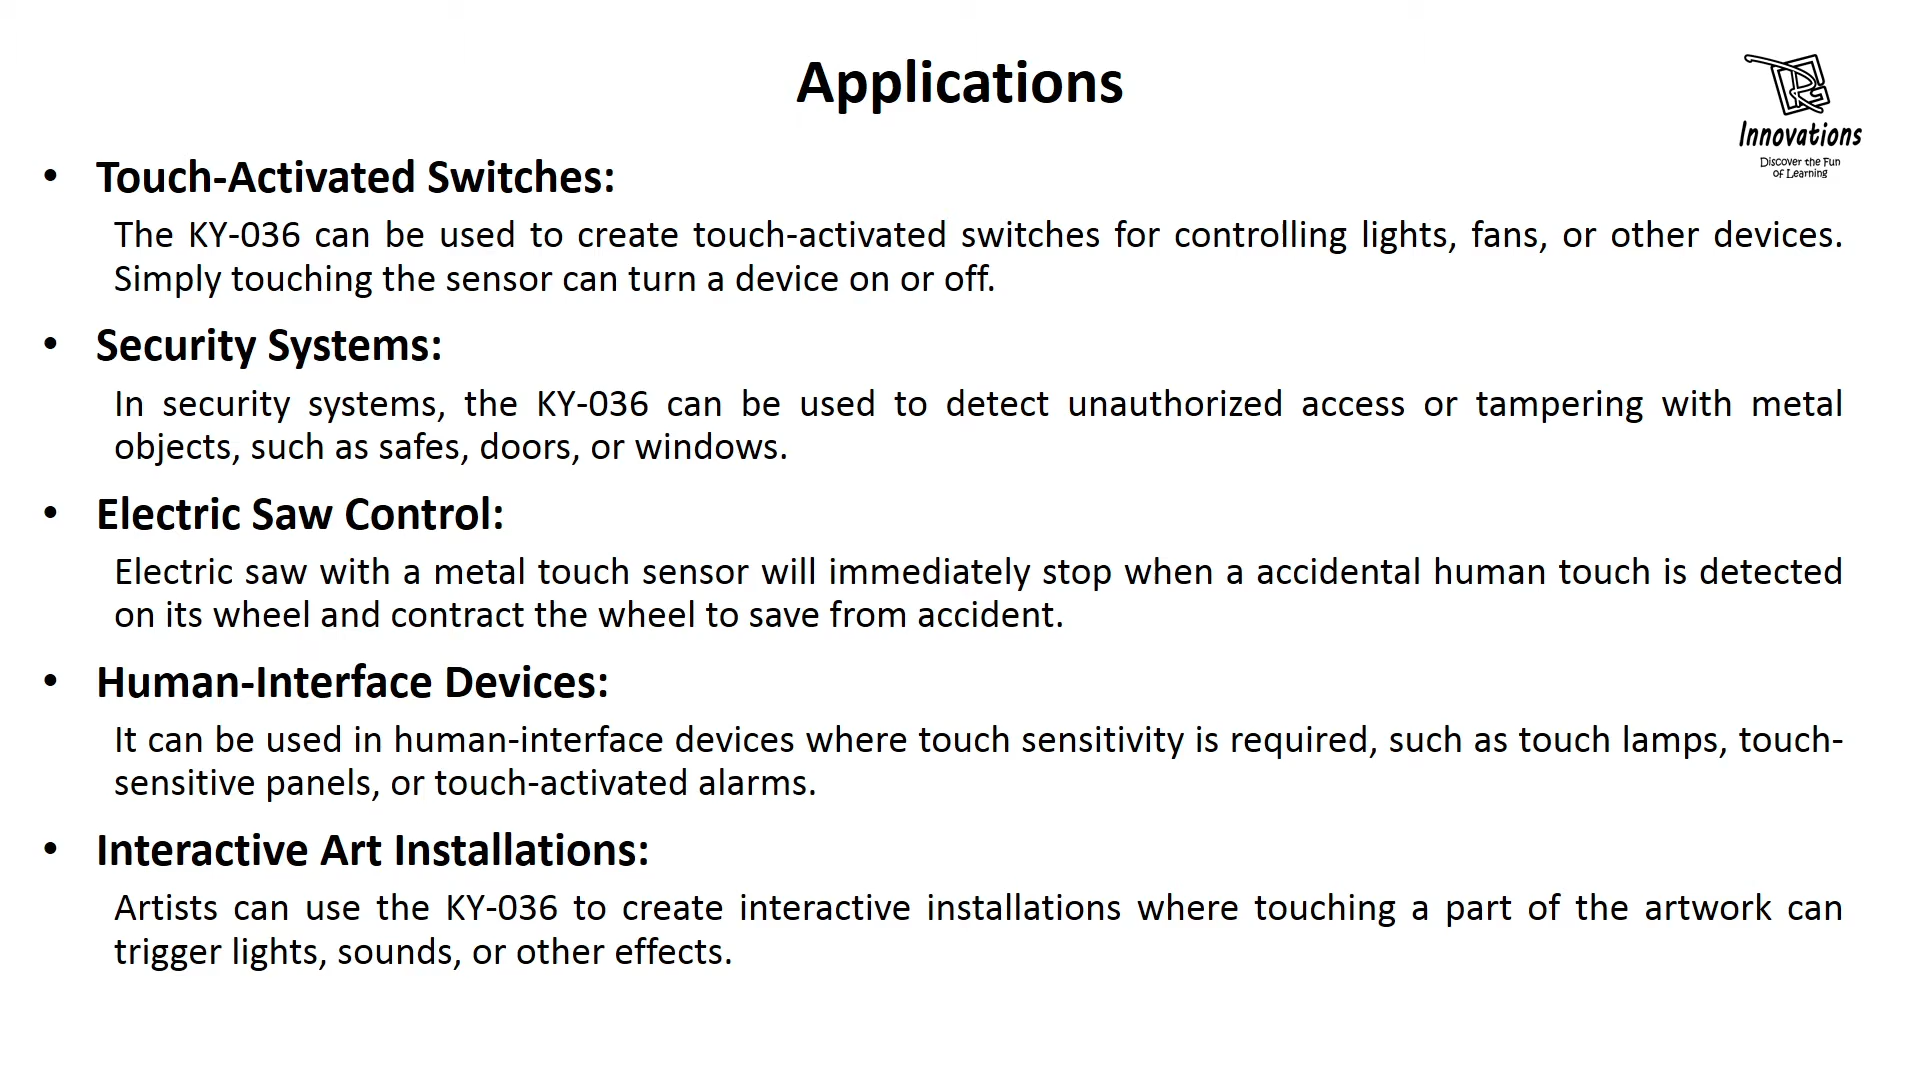 Applications
Innovations
Discover the Fun
of Learning
• Touch-Activated Switches:
The KY-036 can be used to create touch-activated switches for controlling lights, fans, or other devices.
Simply touching the sensor can turn a device on or off.
• Security Systems:
In security systems, the KY-036 can be used to detect unauthorized access or tampering with metal
objects, such as safes, doors, or windows.
• Electric Saw Control:
Electric saw with a metal touch sensor will immediately stop when a accidental human touch is detected
on its wheel and contract the wheel to save from accident.
• Human-Interface Devices:
It can be used in human-interface devices where touch sensitivity is required, such as touch lamps, touch-
sensitive panels, or touch-activated alarms.
• Interactive Art Installations:
Artists can use the KY-036 to create interactive installations where touching a part of the artwork can
trigger lights, sounds, or other effects.